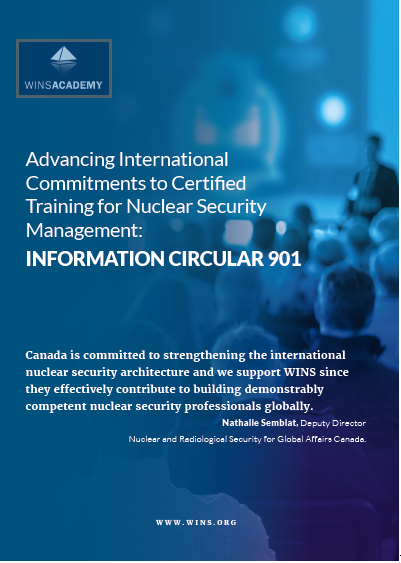 WINSACADEMY
Advancing International
Commitments to Certified
Training for Nuclear Security
Management:
INFORMATION CIRCULAR 901
Canada is committed to strengthening the international
nuclear security architecture and we support WINS since
they effectively contribute to building demonstrably
competent nuclear security professionals globally.
Nathalie Semblat, Deputy Director
Nuclear and Radiological Security for Global Affairs Canada.
WWW.WINS.ORG